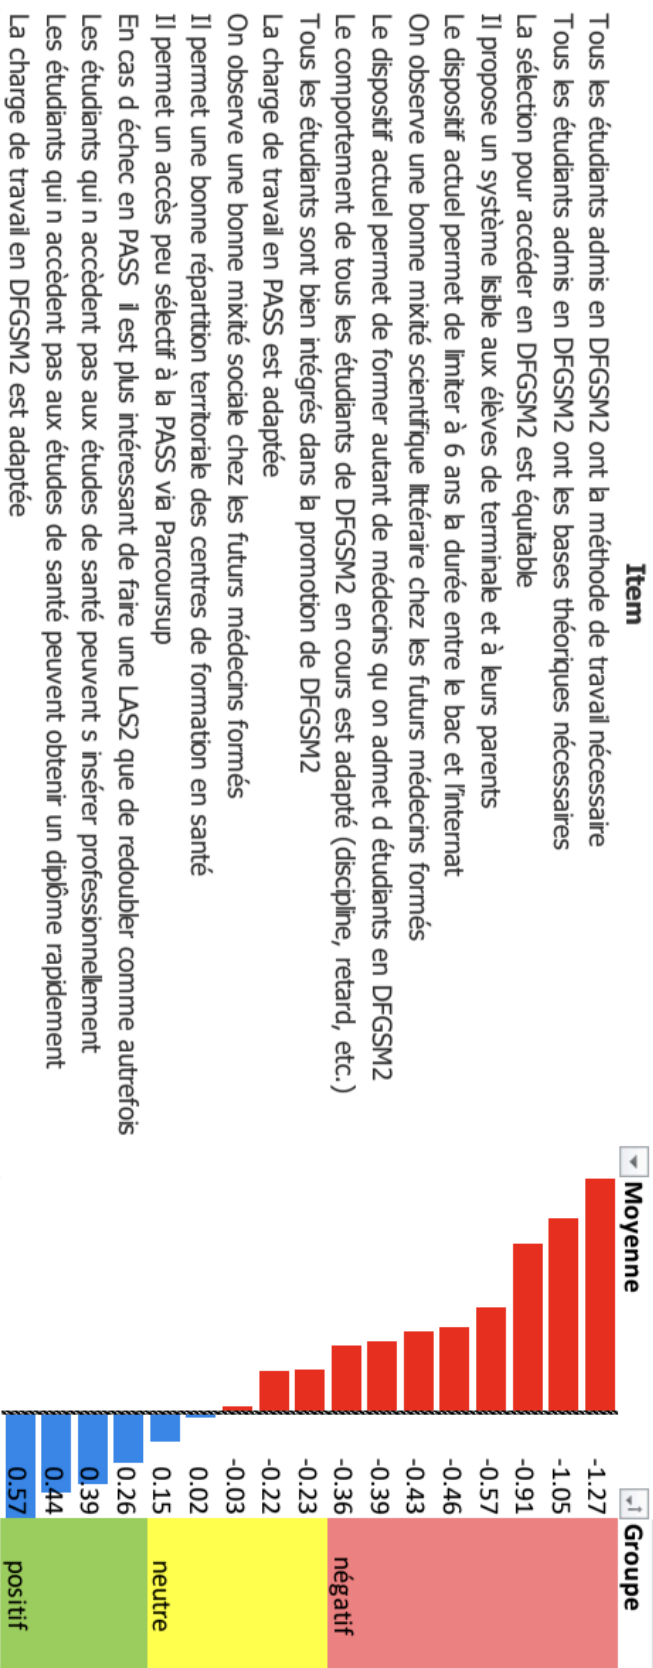 Item Moyenne Groupe
Tous les étudiants admis en DFGSM2 ont la méthode de travail nécessaire -1.27
Tous les étudiants admis en DFGSM2 ont les bases théoriques nécessaires -1.05
La sélection pour accéder en DFGSM2 est équitable -0.91
Il propose un système lisible aux élèves de terminale et à leurs parents -0.57
Le dispositif actuel permet de limiter à 6 ans la durée entre le bac et l'internat -0.46
On observe une bonne mixité scientifique littéraire chez les futurs médecins formés -0.43
Le dispositif actuel permet de former autant de médecins qu on admet d étudiants en DFGSM2 -0.39
Le comportement de tous les étudiants de DFGSM2 en cours est adapté (discipline, retard, etc.) -0.36 négatif
Tous les étudiants sont bien intégrés dans la promotion de DFGSM2 -0.23
La charge de travail en PASS est adaptée -0.22
On observe une bonne mixité sociale chez les futurs médecins formés -0.03
Il permet une bonne répartition territoriale des centres de formation en santé 0.02
Il permet un accès peu sélectif à la PASS via Parcoursup 0.15 neutre
En cas d échec en PASS il est plus intéressant de faire une LAS2 que de redoubler comme autrefois 0.26
Les étudiants qui n accèdent pas aux études de santé peuvent s insérer professionnellement 0.39
Les étudiants qui n accèdent pas aux études de santé peuvent obtenir un diplôme rapidement 0.44
La charge de travail en DFGSM2 est adaptée 0.57 positif